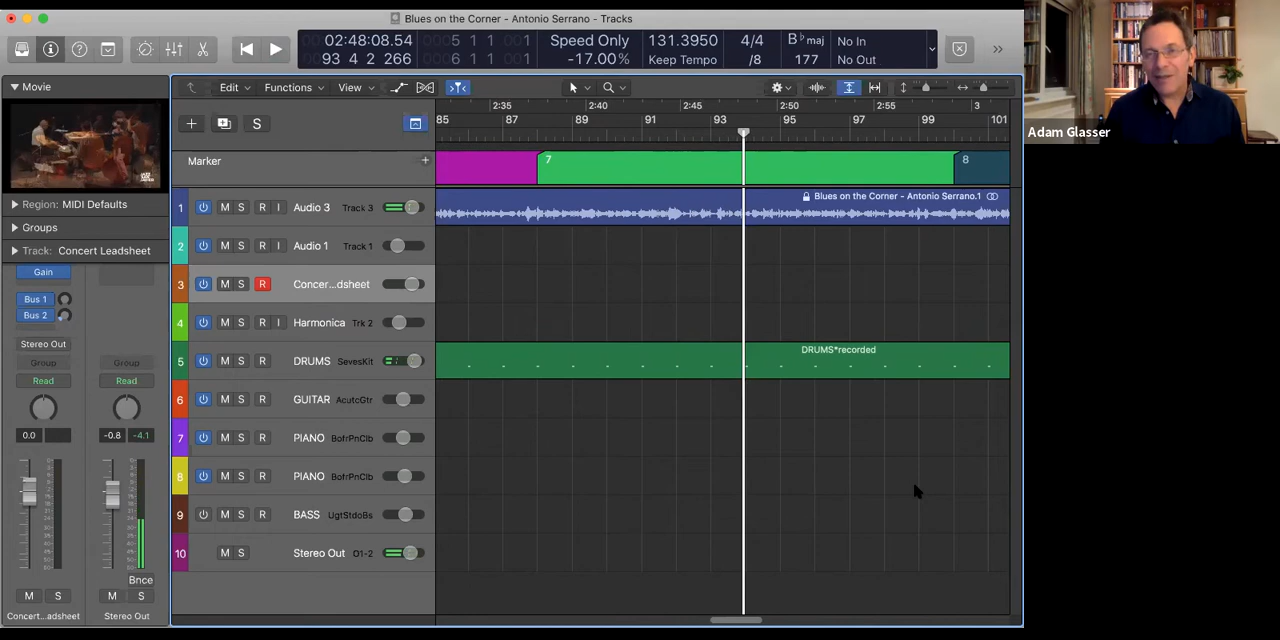 Blues on the Corner - Antonio Serrano - Tracks
02:48:08.54
93 4 2 266
5 1 1 001
9 1 1 001
Speed Only
-17.00%
131.3950
Keep Tempo
4/4
/8
B♭maj
177
No In
No Out
Movie
Region: MIDI Defaults
Groups
Track: Concert Leadsheet
Edit Functions View
2:35 2:40 2:45 2:50 2:55 3
85 87 89 91 93 95 97 99 101
S
Marker
7 8
1 M S R I Audio 3 Track 3
Blues on the Corner - Antonio Serrano.1
2 M S R I Audio 1 Track 1
3 M S R Concer...dsheet
4 M S R I Harmonica Trk 2
5 M S R DRUMS SevesKit
DRUMS*recorded
6 M S R GUITAR AcutcGtr
7 M S R PIANO BofrPnClb
8 M S R PIANO BofrPnClb
9 M S R BASS UgtStdoBs
10 M S Stereo Out O1-2
Gain
Bus 1
Bus 2
Stereo Out
Group Group
Read Read
0.0 -0.8 -4.1
Bnce
M S M S
Concert...adsheet Stereo Out
Adam Glasser